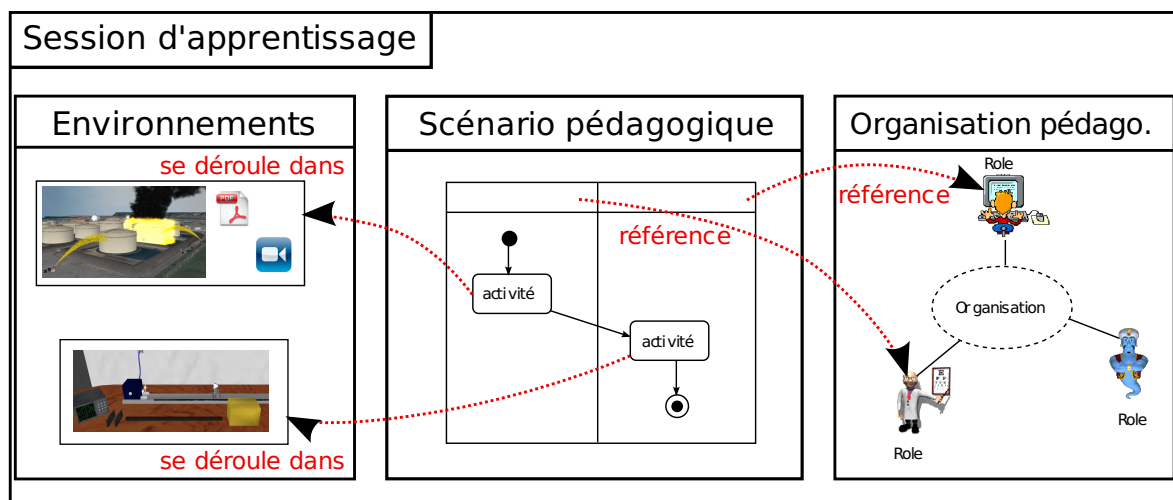 Session d'apprentissage
Environnements
se déroule dans
PDF
se déroule dans
Scénario pédagogique
référence
activité
activité
Organisation pédago.
Role
référence
Organisation
Role
Role